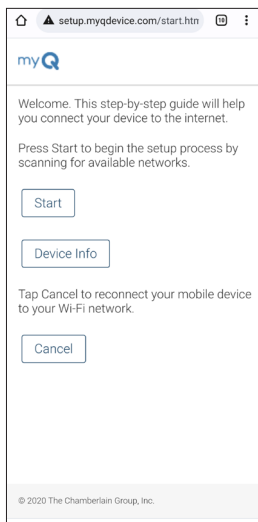 setup.myqdevice.com/start.htn
10
myQ
Welcome. This step-by-step guide will help
you connect your device to the internet.
Press Start to begin the setup process by
scanning for available networks.
Start
Device Info
Tap Cancel to reconnect your mobile device
to your Wi-Fi network.
Cancel
© 2020 The Chamberlain Group, Inc.